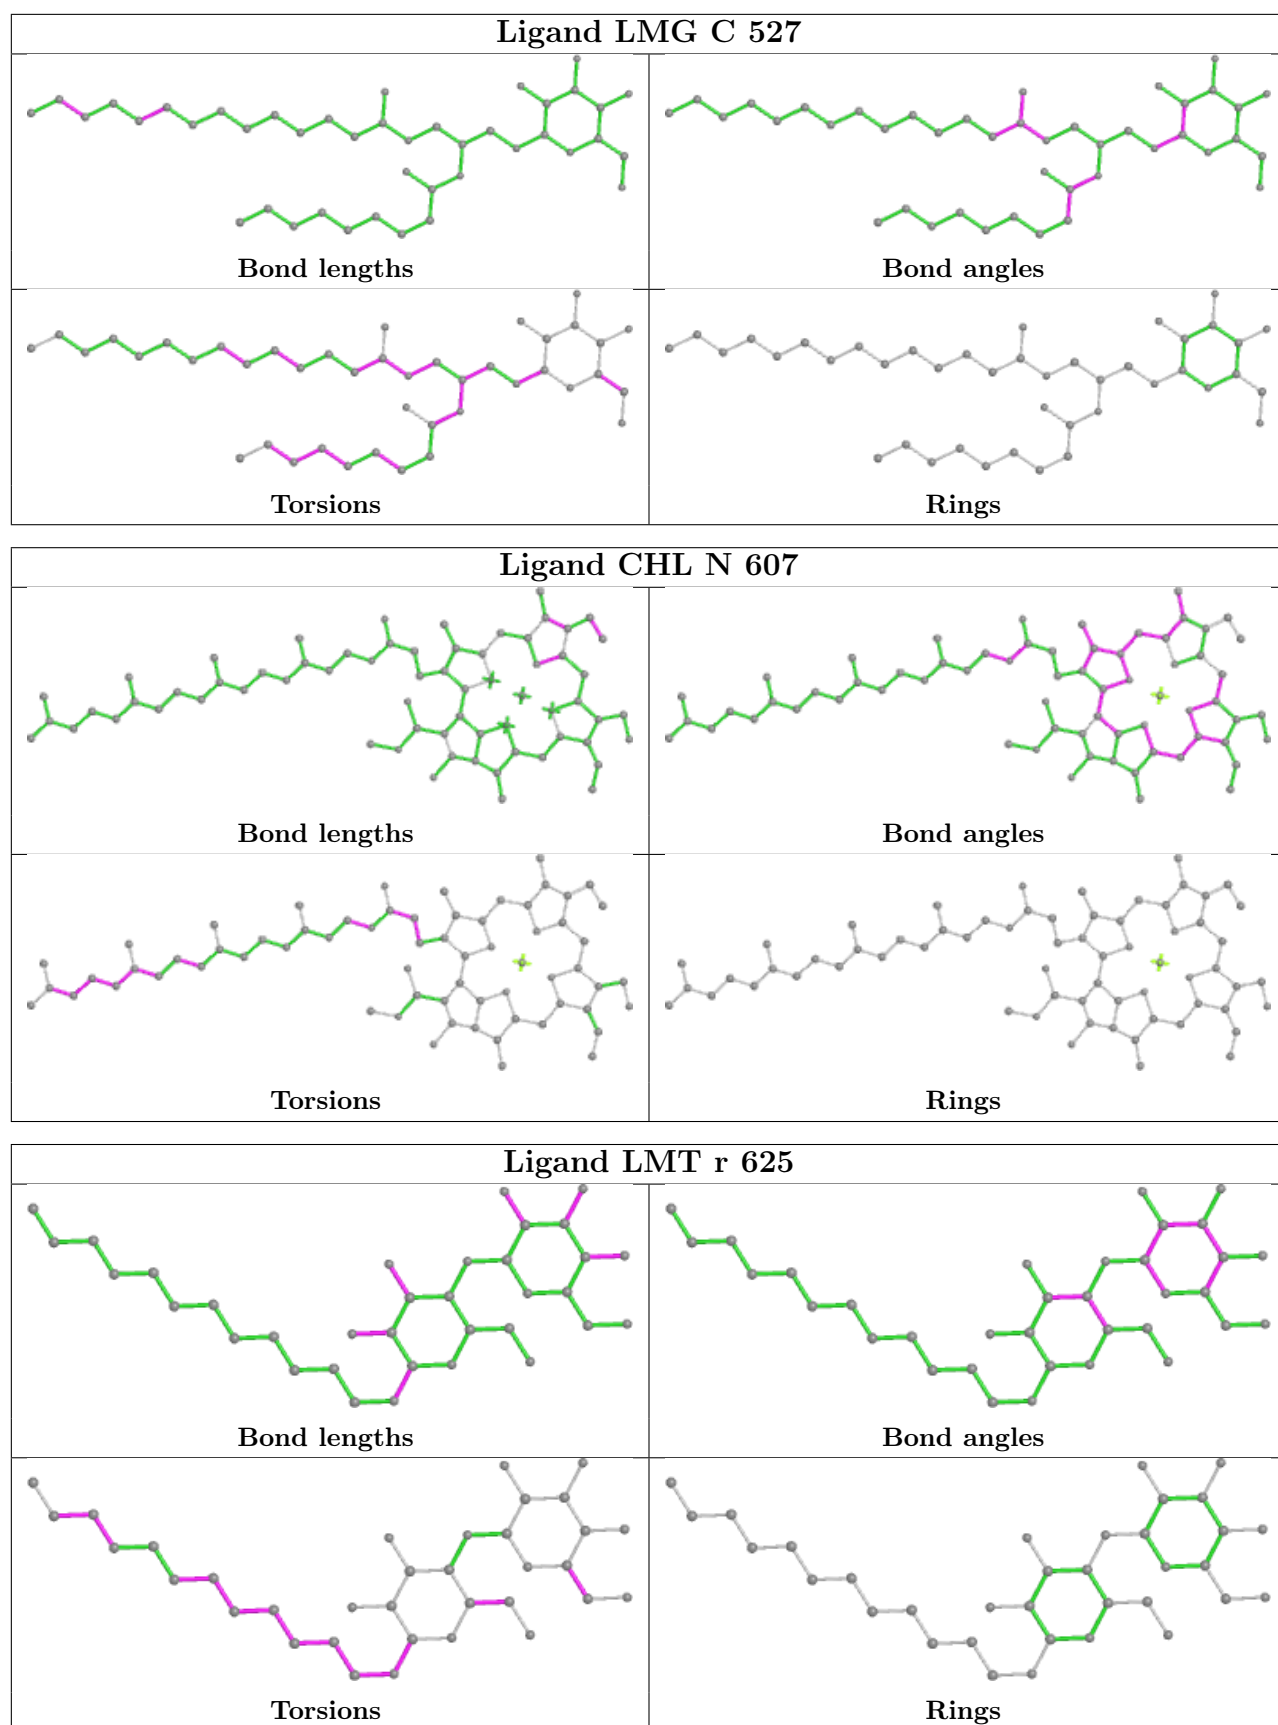 Ligand LMG C 527
Bond lengths
Bond angles
Torsions
Rings
Ligand CHL N 607
Bond lengths
Bond angles
Torsions
Rings
Ligand LMT r 625
Bond lengths
Bond angles
Torsions
Rings